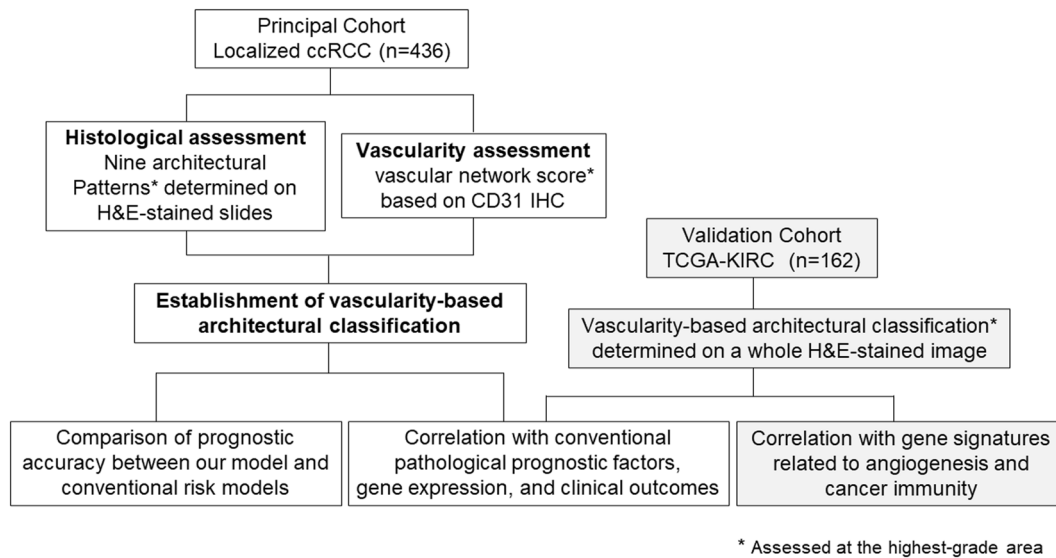 Principal Cohort
Localized ccRCC (n=436)
Histological assessment
Nine architectural
Patterns* determined on
H&E-stained slides
Vascularity assessment
vascular network score*
based on CD31 IHC
Establishment of vascularity-based
architectural classification
Validation Cohort
TCGA-KIRC (n=162)
Vascularity-based architectural classification*
determined on a whole H&E-stained image
Comparison of prognostic
accuracy between our model and
conventional risk models
Correlation with conventional
pathological prognostic factors,
gene expression, and clinical outcomes
Correlation with gene signatures
related to angiogenesis and
cancer immunity
* Assessed at the highest-grade area